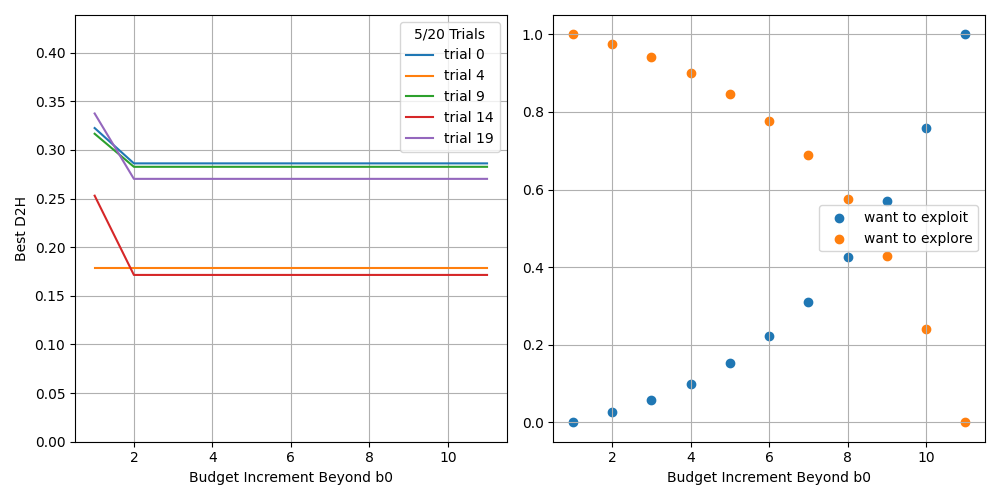 5/20 Trials
trial 0
trial 4
trial 9
trial 14
trial 19
Best D2H
0.40
0.35
0.30
0.25
0.20
0.15
0.10
0.05
0.00
2 4 6 8 10
Budget Increment Beyond b0
1.0
0.8
0.6
0.4
0.2
0.0
want to exploit
want to explore
2 4 6 8 10
Budget Increment Beyond b0